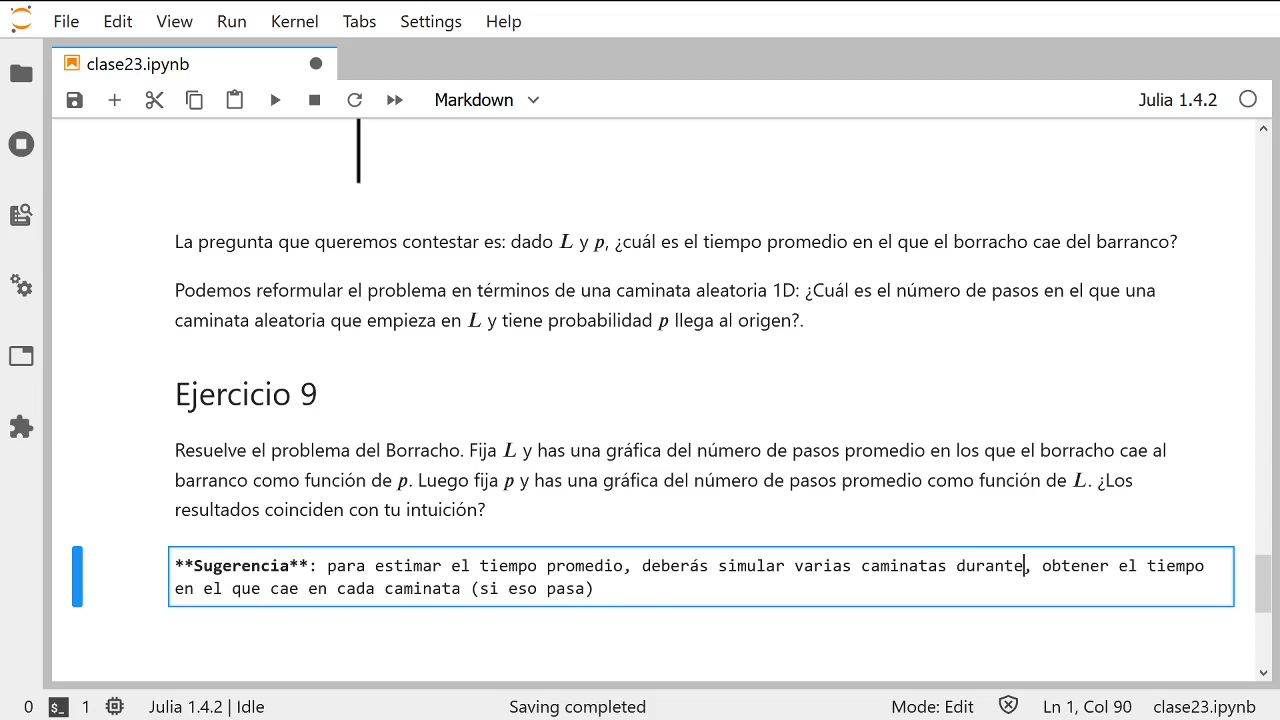 File Edit View Run Kernel Tabs Settings Help
clase23.ipynb
Markdown
Julia 1.4.2
La pregunta que queremos contestar es: dado L y p, ¿cuál es el tiempo promedio en el que el borracho cae del barranco?
Podemos reformular el problema en términos de una caminata aleatoria 1D: ¿Cuál es el número de pasos en el que una
caminata aleatoria que empieza en L y tiene probabilidad p llega al origen?.
Ejercicio 9
Resuelve el problema del Borracho. Fija L y has una gráfica del número de pasos promedio en los que el borracho cae al
barranco como función de p. Luego fija p y has una gráfica del número de pasos promedio como función de L. ¿Los
resultados coinciden con tu intuición?
**Sugerencia**: para estimar el tiempo promedio, deberás simular varias caminatas durante, obtener el tiempo
en el que cae en cada caminata (si eso pasa)
0 $_ 1 Julia 1.4.2 | Idle Saving completed Mode: Edit Ln 1, Col 90 clase23.ipynb